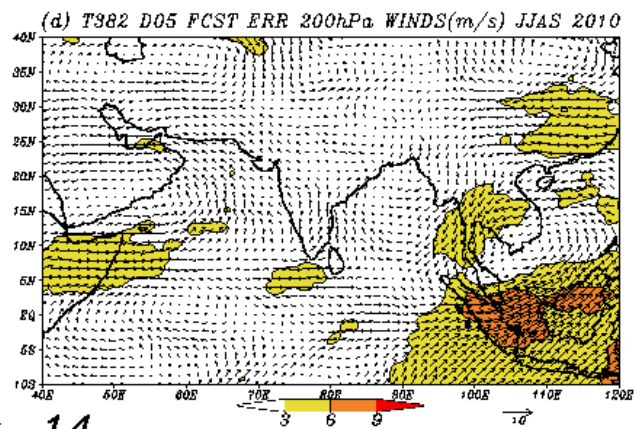 (d) T382 D05 FCST ERR 200hPa WINDS(m/s) JJAS 2010
40N
35N
30N
25N
20N
15N
10N
5N
EQ
5S
10S
40E 50E 60E 70E 80E 90E 100E 110E 120E
3 6 9
10
14